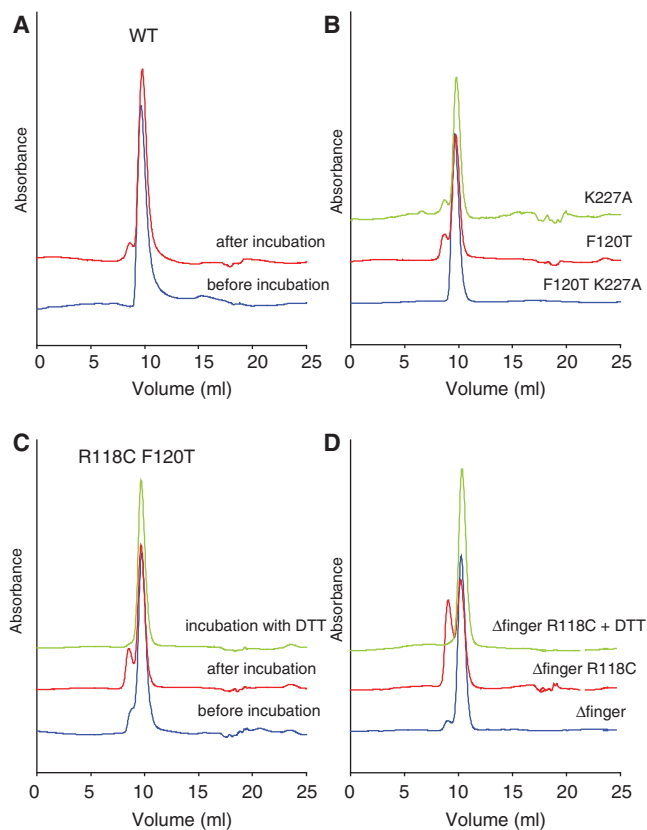 A
WT
Absorbance
after incubation
before incubation
0 5 10 15 20 25
Volume (ml)
B
Absorbance
K227A
F120T
F120T K227A
0 5 10 15 20 25
Volume (ml)
C
R118C F120T
Absorbance
incubation with DTT
after incubation
before incubation
0 5 10 15 20 25
Volume (ml)
D
Absorbance
Δfinger R118C + DTT
Δfinger R118C
Δfinger
0 5 10 15 20 25
Volume (ml)